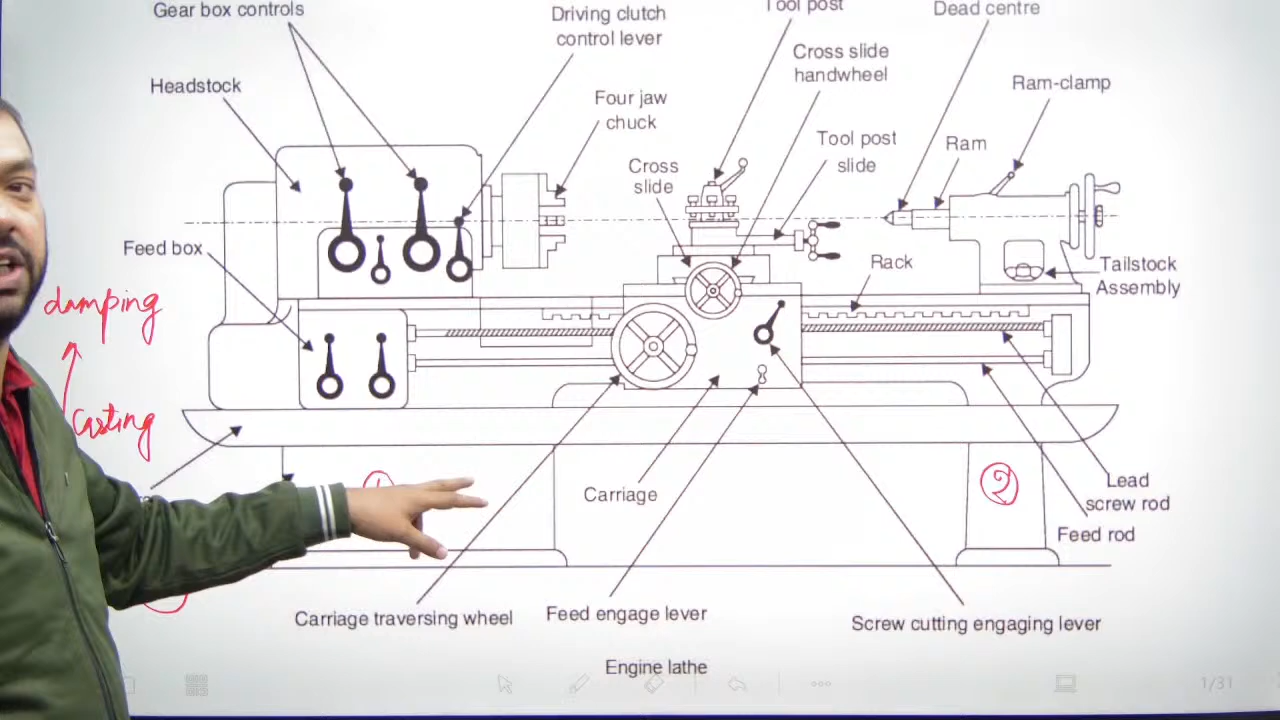 Gear box controls
Driving clutch
control lever
Tool post
Dead centre
Cross slide
handwheel
Headstock
Four jaw
chuck
Ram-clamp
Tool post
slide
Ram
Cross
slide
Feed box
Rack
Tailstock
Assembly
damping
Casting
Lead
screw rod
Carriage
2
Feed rod
Carriage traversing wheel
Feed engage lever
Screw cutting engaging lever
Engine lathe
1/31